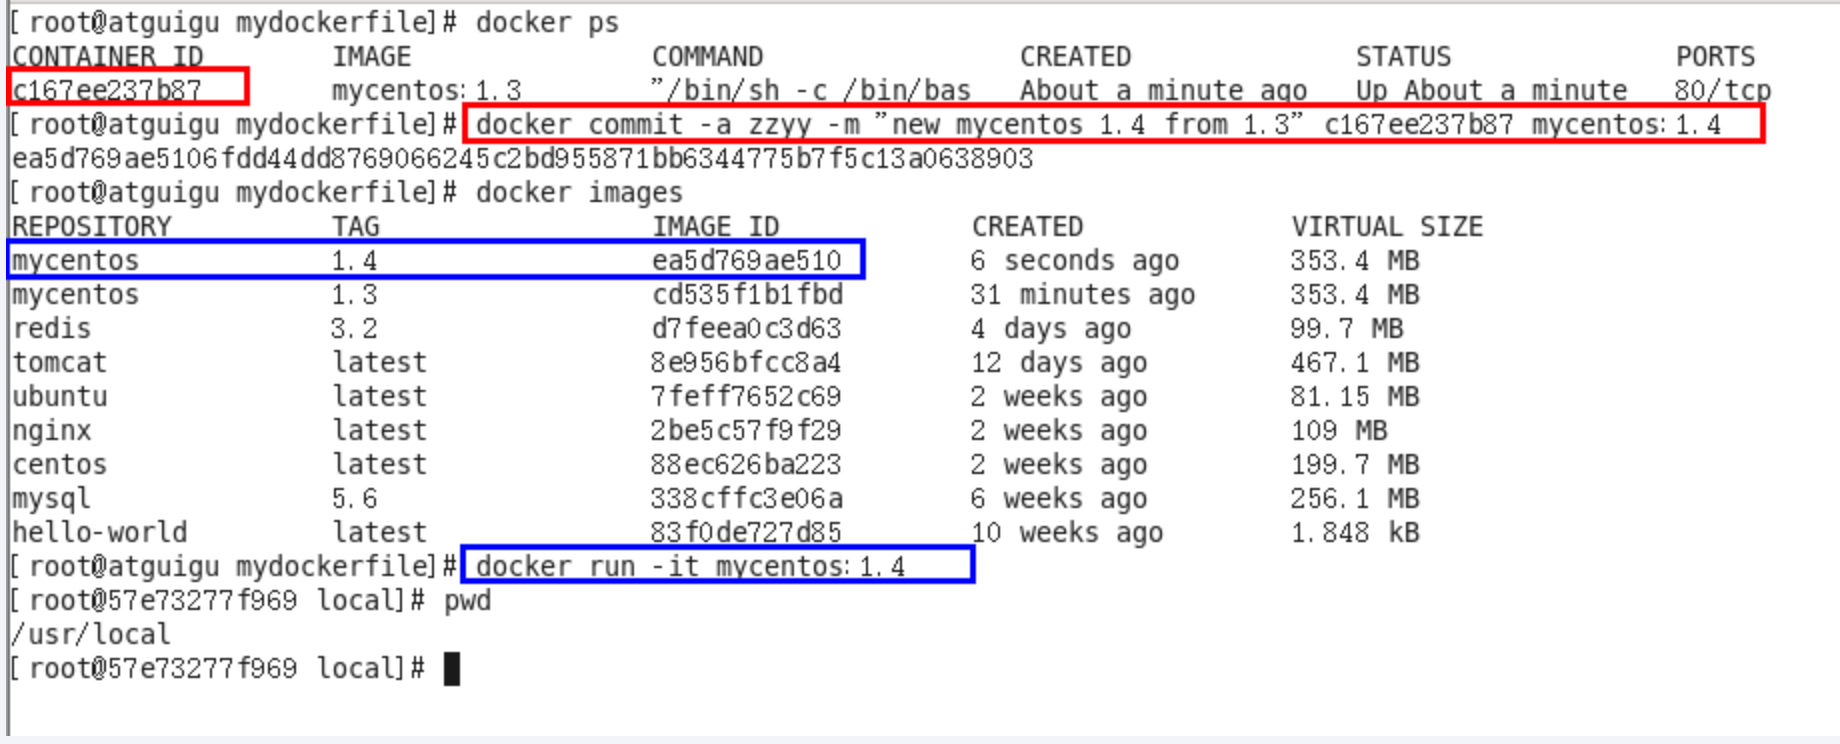 [root@atguigu mydockerfile]# docker ps
CONTAINER ID IMAGE COMMAND CREATED STATUS PORTS
c167ee237b87 mycentos:1.3 "/bin/sh -c /bin/bas About a minute ago Up About a minute 80/tcp
[root@atguigu mydockerfile]# docker commit -a zzyy -m "new mycentos 1.4 from 1.3" c167ee237b87 mycentos:1.4
ea5d769ae5106fdd44dd8769066245c2bd955871bb6344775b7f5c13a0638903
[root@atguigu mydockerfile]# docker images
REPOSITORY TAG IMAGE ID CREATED VIRTUAL SIZE
mycentos 1.4 ea5d769ae510 6 seconds ago 353.4 MB
mycentos 1.3 cd535f1b1fbd 31 minutes ago 353.4 MB
redis 3.2 d7feea0c3d63 4 days ago 99.7 MB
tomcat latest 8e956bfcc8a4 12 days ago 467.1 MB
ubuntu latest 7feff7652c69 2 weeks ago 81.15 MB
nginx latest 2be5c57f9f29 2 weeks ago 109 MB
centos latest 88ec626ba223 2 weeks ago 199.7 MB
mysql 5.6 338cffc3e06a 6 weeks ago 256.1 MB
hello-world latest 83f0de727d85 10 weeks ago 1.848 kB
[root@atguigu mydockerfile]# docker run -it mycentos:1.4
[root@57e73277f969 local]# pwd
/usr/local
[root@57e73277f969 local]#